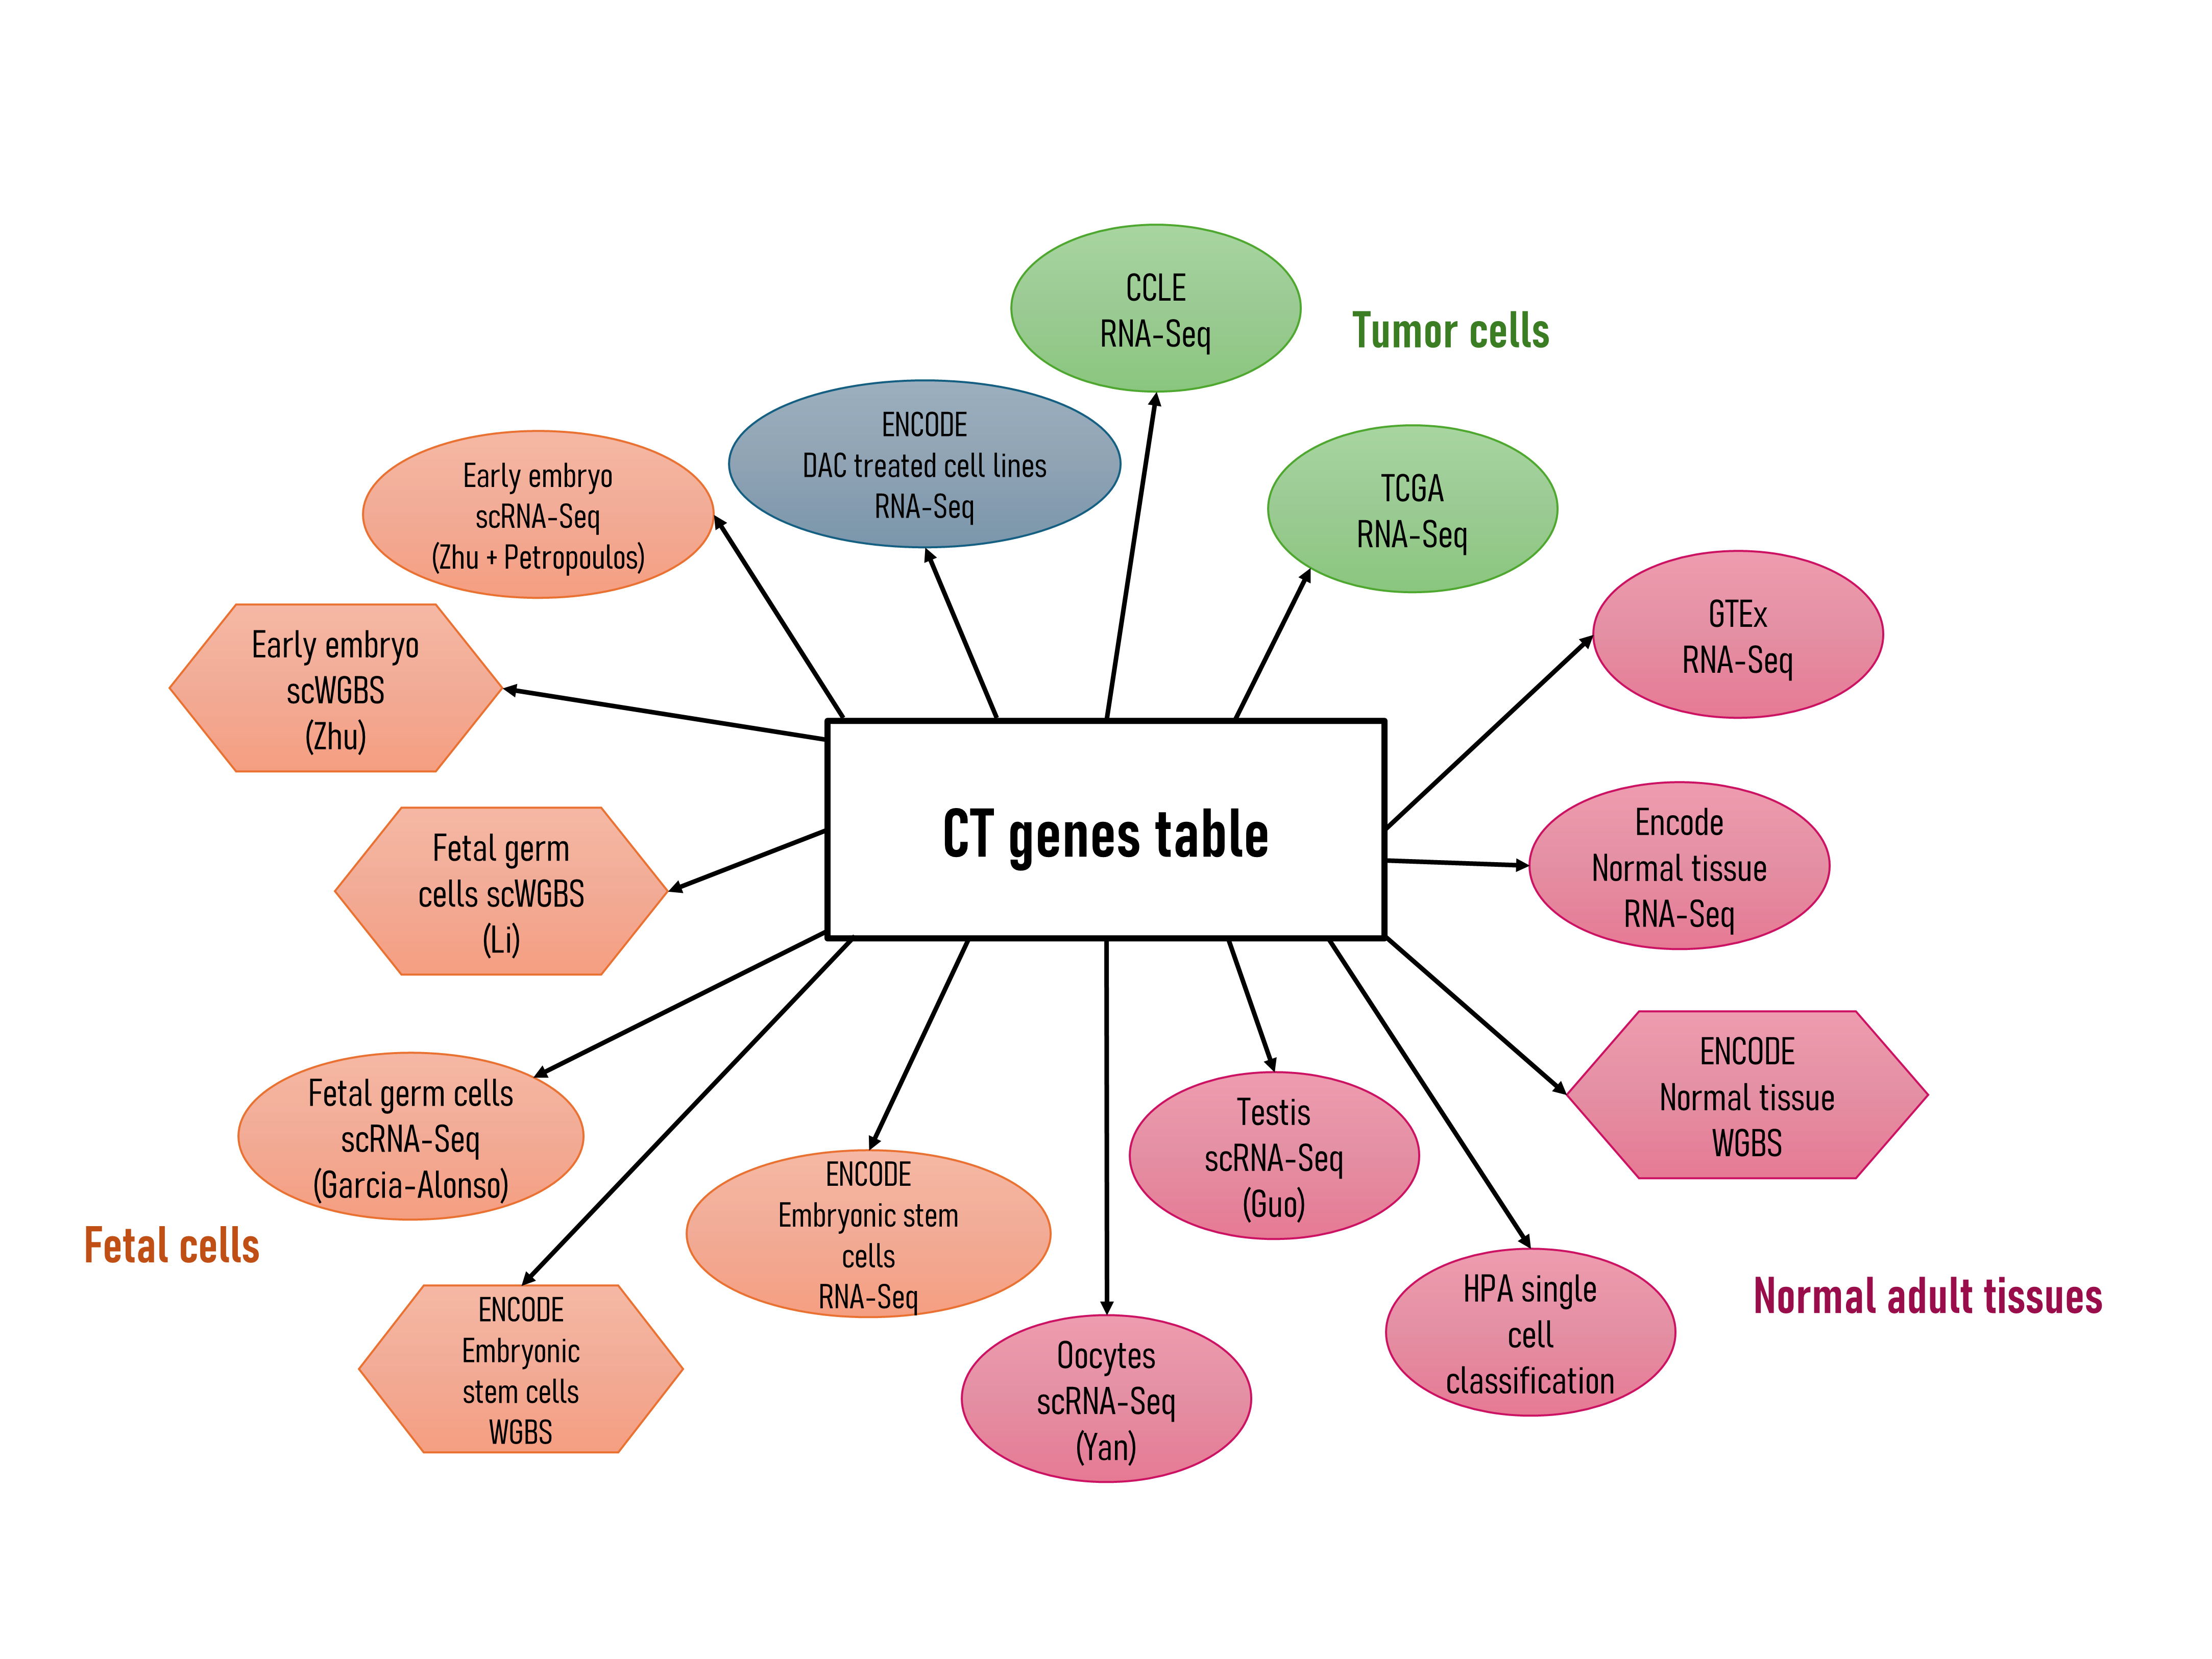 CCLE
RNA-Seq
Tumor cells
ENCODE
DAC treated cell lines
RNA-Seq
Early embryo
scRNA-Seq
(Zhu + Petropoulos)
TCGA
RNA-Seq
GTEx
RNA-Seq
Early embryo
scWGBS
(Zhu)
CT genes table
Encode
Normal tissue
RNA-Seq
Fetal germ
cells scWGBS
(Li)
ENCODE
Normal tissue
WGBS
Fetal germ cells
scRNA-Seq
(Garcia-Alonso)
Testis
scRNA-Seq
(Guo)
ENCODE
Embryonic stem
cells
RNA-Seq
Fetal cells
HPA single
cell
classification
Normal adult tissues
ENCODE
Embryonic
stem cells
WGBS
Oocytes
scRNA-Seq
(Yan)